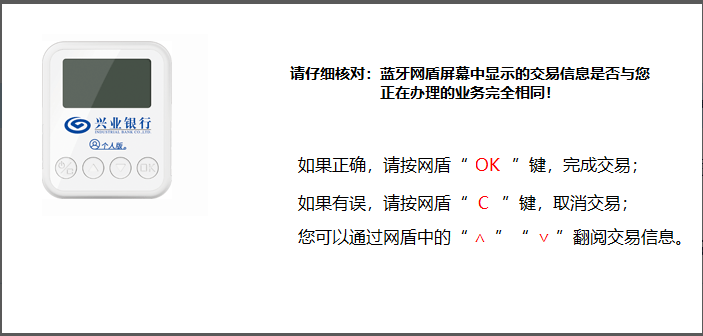 请仔细核对：蓝牙网盾屏幕中显示的交易信息是否与您
正在办理的业务完全相同！
兴业银行
INDUSTRIAL BANK CO.,LTD.
个人版。
C
OK
如果正确，请按网盾“ OK ”键，完成交易；
如果有误，请按网盾“ C ”键，取消交易；
您可以通过网盾中的“ ∧ ”“ ∨ ”翻阅交易信息。